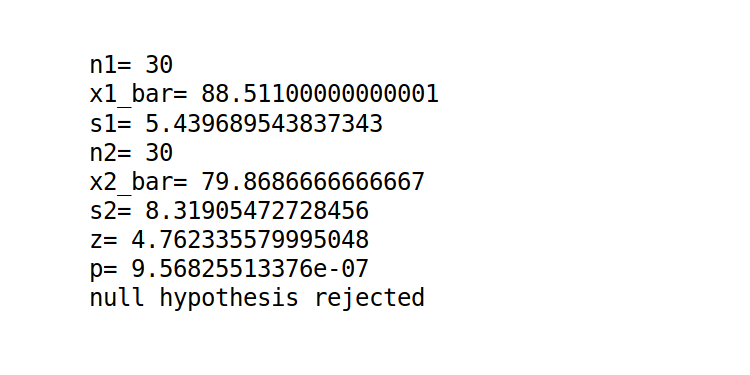 n1= 30
x1_bar= 88.51100000000001
s1= 5.439689543837343
n2= 30
x2_bar= 79.8686666666667
s2= 8.31905472728456
z= 4.762335579995048
p= 9.56825513376e-07
null hypothesis rejected